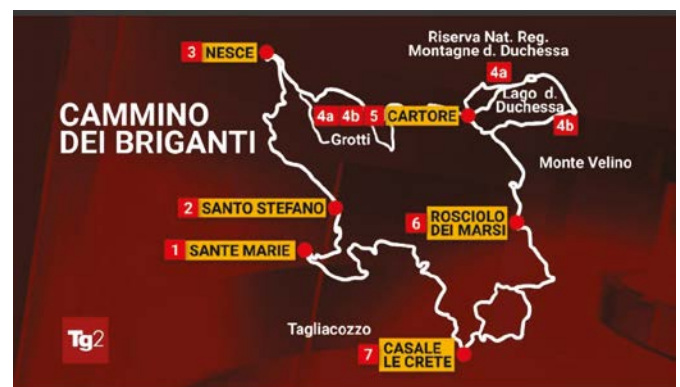 Riserva Nat. Reg.
Montagne d. Duchessa
3 NESCE
4a
Lago d.
Duchessa
CAMMINO
DEI BRIGANTI
4a 4b 5 CARTORE
4b
Grotti
Monte Velino
2 SANTO STEFANO
6 ROSCIOLO
DEI MARSI
1 SANTE MARIE
Tagliacozzo
Tg2
7 CASALE
LE CRETE